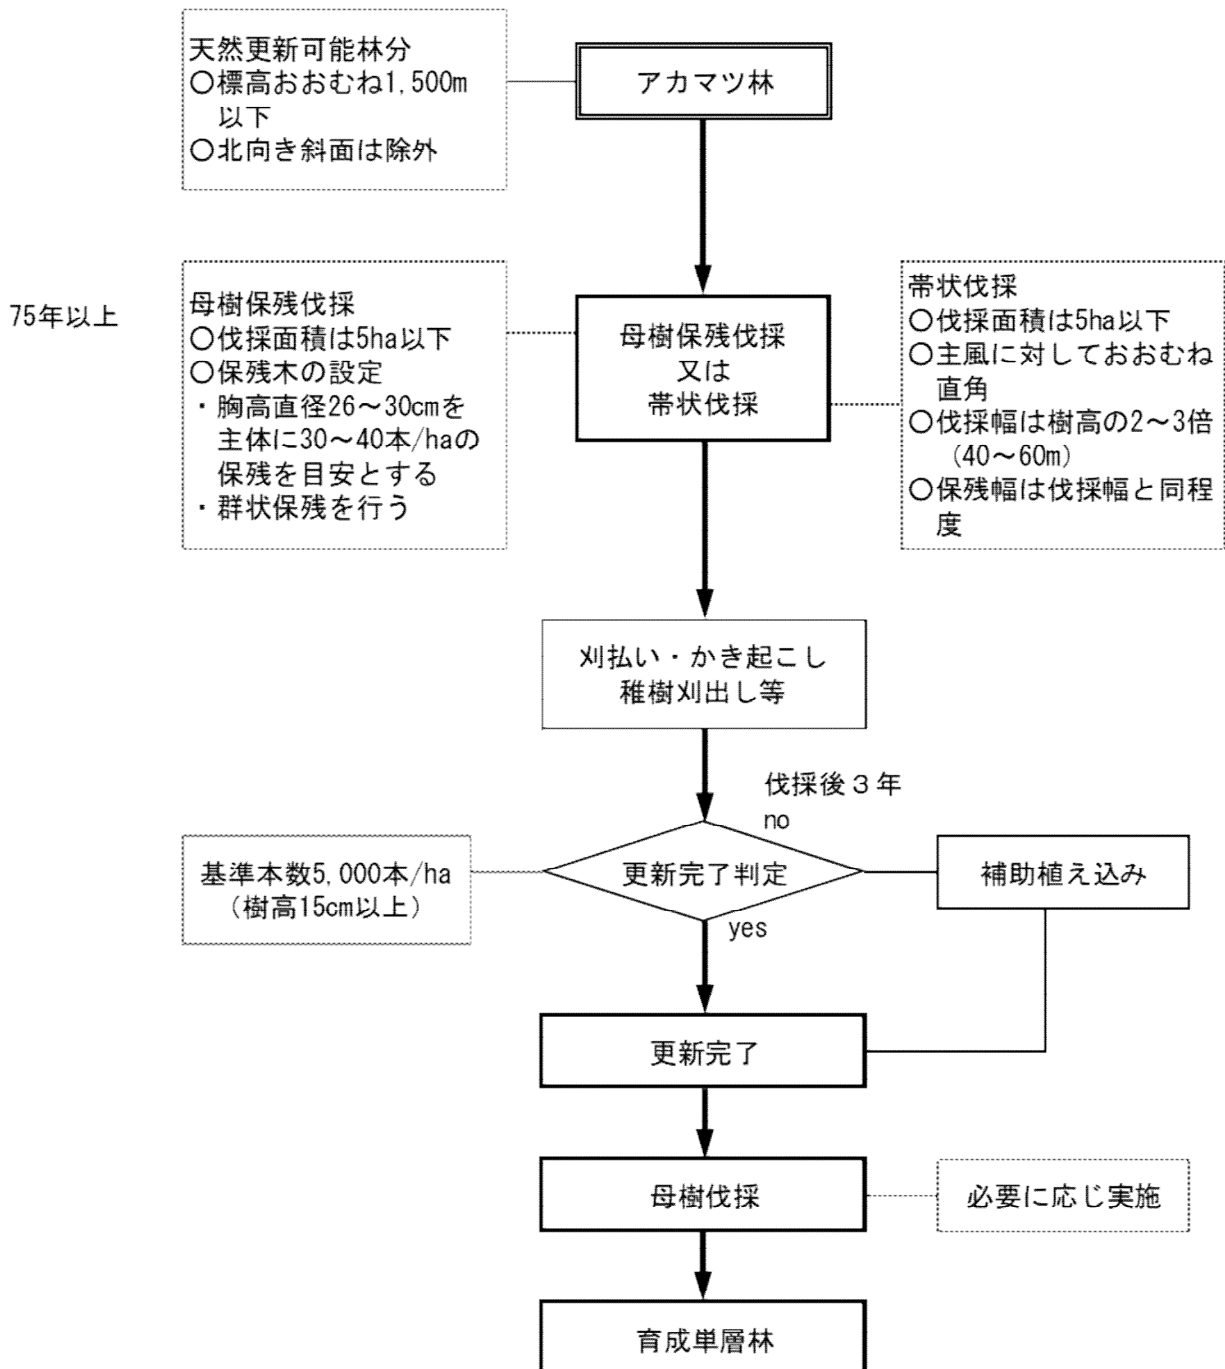 天然更新可能林分
○標高おおむね1,500m
以下
○北向き斜面は除外
アカマツ林
75年以上
母樹保残伐採
○伐採面積は5ha以下
○保残木の設定
・胸高直径26～30cmを
主体に30～40本/haの
保残を目安とする
・群状保残を行う
母樹保残伐採
又は
帯状伐採
帯状伐採
○伐採面積は5ha以下
○主風に対しておおむね
直角
○伐採幅は樹高の2～3倍
（40～60m）
○保残幅は伐採幅と同程
度
刈払い・かき起こし
稚樹刈出し等
伐採後３年
no
基準本数5,000本/ha
（樹高15cm以上）
更新完了判定
補助植え込み
yes
更新完了
母樹伐採
必要に応じ実施
育成単層林